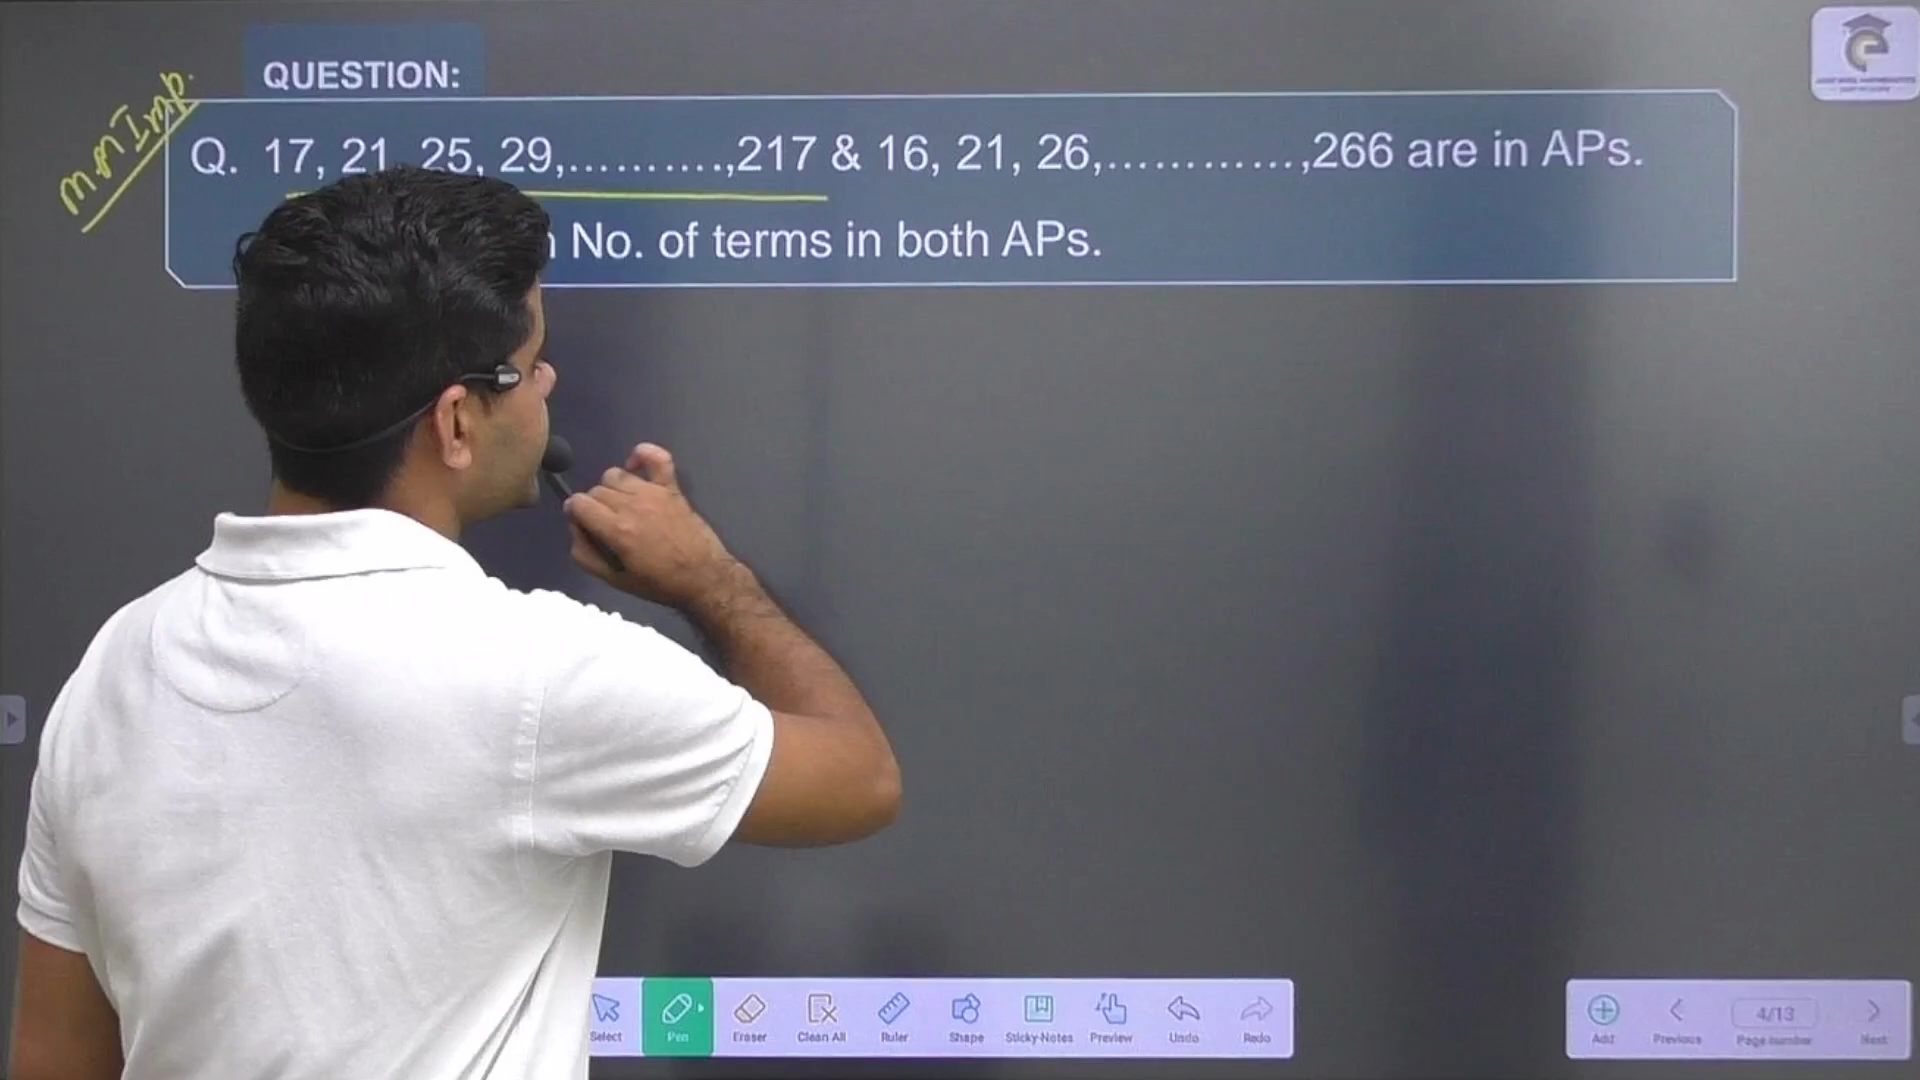 QUESTION:
M.M Imp.
Q. 17, 21, 25, 29,..........,217 & 16, 21, 26,.............,266 are in APs.
No. of terms in both APs.
Select
Pen
Eraser
Clean All
Ruler
Shape
Sticky-Notes
Preview
Undo
Redo
Add
Previous
4/13
Page number
Next